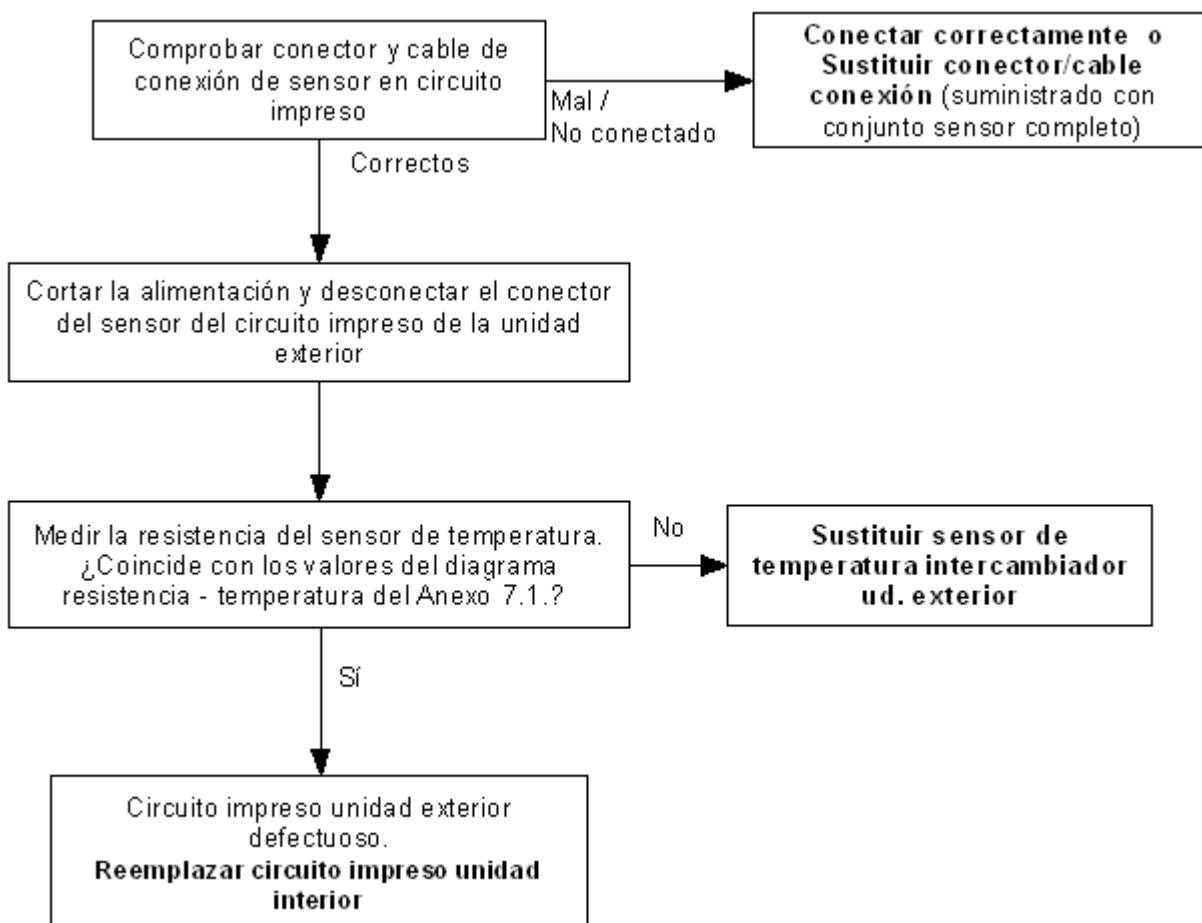 Comprobar conector y cable de
conexión de sensor en circuito
impreso
Conectar correctamente o
Sustituir conector/cable
conexión (suministrado con
conjunto sensor completo)
Mal /
No conectado
Correctos
Cortar la alimentación y desconectar el conector
del sensor del circuito impreso de la unidad
exterior
Medir la resistencia del sensor de temperatura.
¿Coincide con los valores del diagrama
resistencia - temperatura del Anexo 7.1.?
No
Sustituir sensor de
temperatura intercambiador
ud. exterior
Sí
Circuito impreso unidad exterior
defectuoso.
Reemplazar circuito impreso unidad
interior